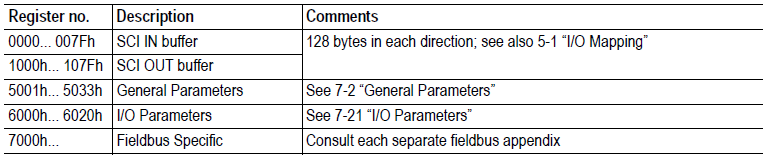 Register no. Description Comments
0000... 007Fh SCI IN buffer 128 bytes in each direction; see also 5-1 “I/O Mapping”
1000h... 107Fh SCI OUT buffer
5001h... 5033h General Parameters See 7-2 “General Parameters”
6000h... 6020h I/O Parameters See 7-21 “I/O Parameters”
7000h... Fieldbus Specific Consult each separate fieldbus appendix